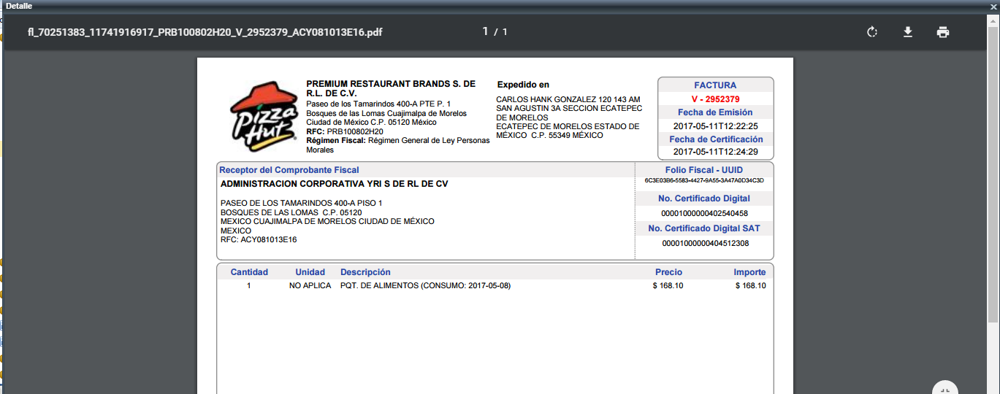 Detalle
fl_70251383_11741916917_PRB100802H20_V_2952379_ACY081013E16.pdf
1 / 1
Pizza
Hut
PREMIUM RESTAURANT BRANDS S. DE
R.L. DE C.V.
Paseo de los Tamarindos 400-A PTE P. 1
Bosques de las Lomas Cuajimalpa de Morelos
Ciudad de México C.P. 05120 México
RFC: PRB100802H20
Régimen Fiscal: Régimen General de Ley Personas
Morales
Expedido en
CARLOS HANK GONZALEZ 120 143 AM
SAN AGUSTIN 3A SECCION ECATEPEC
DE MORELOS
ECATEPEC DE MORELOS ESTADO DE
MÉXICO C.P. 55349 MÉXICO
FACTURA
V - 2952379
Fecha de Emisión
2017-05-11T12:22:25
Fecha de Certificación
2017-05-11T12:24:29
Receptor del Comprobante Fiscal
ADMINISTRACION CORPORATIVA YRI S DE RL DE CV
PASEO DE LOS TAMARINDOS 400-A PISO 1
BOSQUES DE LAS LOMAS C.P. 05120
MEXICO CUAJIMALPA DE MORELOS CIUDAD DE MÉXICO
MEXICO
RFC: ACY081013E16
Folio Fiscal - UUID
6C3E03B6-5583-4427-9A55-3A47A0D34C3D
No. Certificado Digital
00001000000402540458
No. Certificado Digital SAT
00001000000404512308
Cantidad Unidad Descripción Precio Importe
1 NO APLICA PQT. DE ALIMENTOS (CONSUMO: 2017-05-08) $ 168.10 $ 168.10